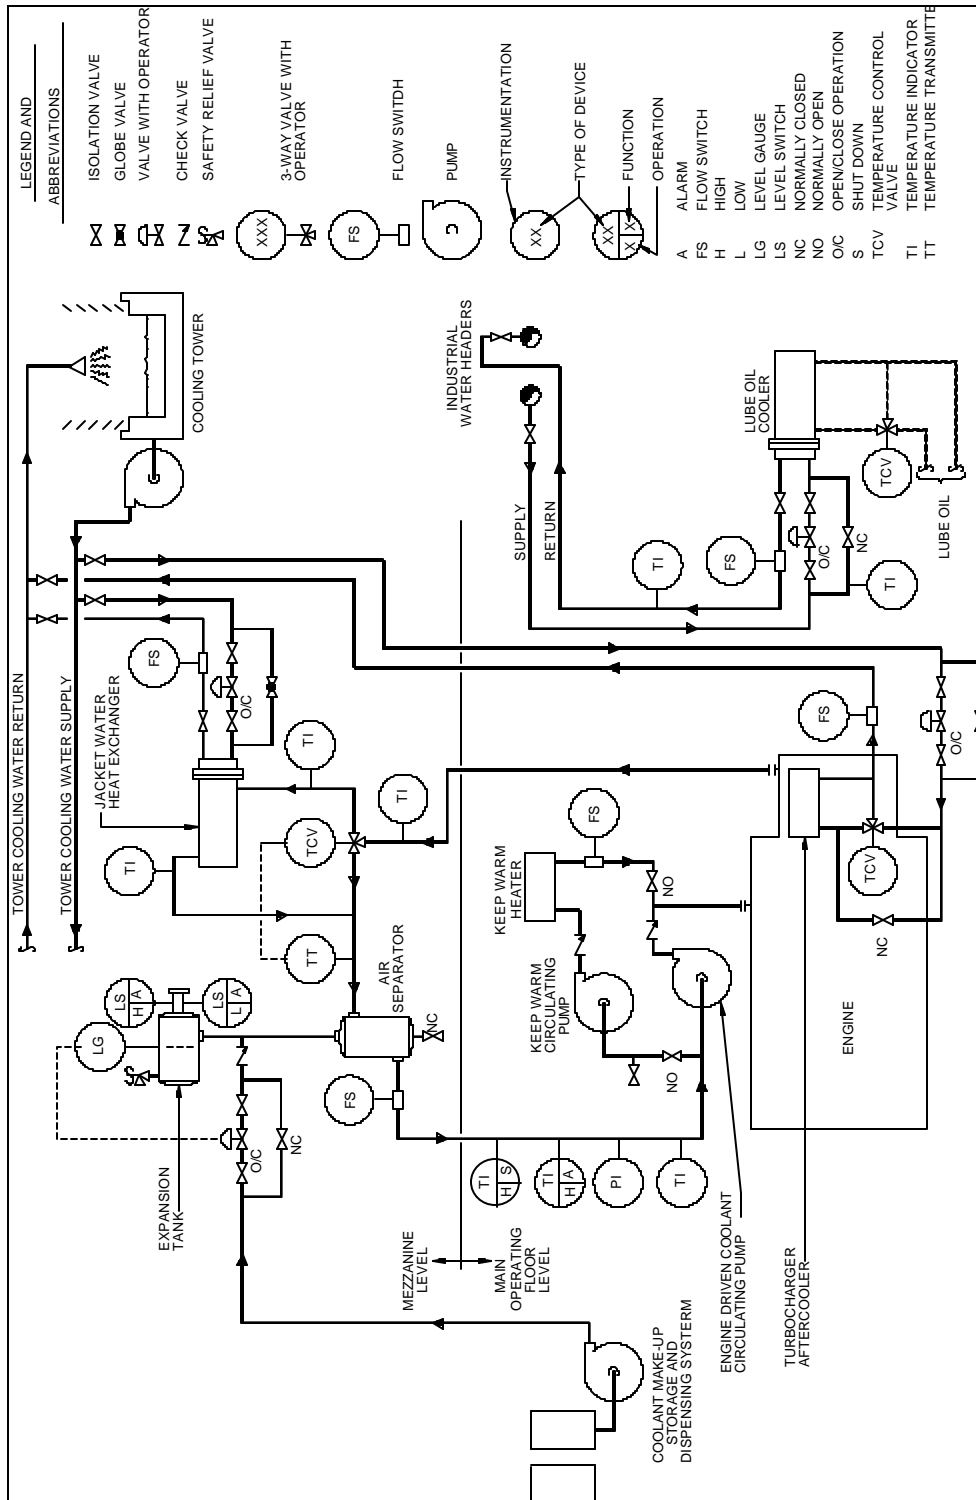 LEGEND AND
ABBREVIATIONS
ISOLATION VALVE
GLOBE VALVE
VALVE WITH OPERATOR
CHECK VALVE
SAFETY RELIEF VALVE
XXX
3-WAY VALVE WITH
OPERATOR
FS
FLOW SWITDH
C
PUMP
INSTRUMENTATION
XX
TYPE OF DEVICE
XX
X
X
FUNCTION
OPERATION
A ALARM
FS FLOW SWITCH
H HIGH
L LOW
LG LEVEL GAUGE
LS LEVEL SWITCH
NC NORMALLY CLOSED
NO NORMALLY OPEN
O/C OPEN/CLOSE OPERATION
S SHUT DOWN
TCV TEMPERATURE CONTROL
VALVE
TI TEMPERATURE INDICATOR
TT TEMPERATURE TRANSMITTE
TOWER COOLING WATER RETURN
TOWER COOLING WATER SUPPLY
COOLING TOWER
JACKET WATER
HEAT EXCHANGER
FS
O/C
TI
TI
TCV
TI
TT
AIR
SEPARATOR
NC
LS
H
A
LS
L
A
LG
FS
O/C
NC
EXPANSION
TANK
MEZZANINE
LEVEL
MAIN
OPERATING
FLOOR
LEVEL
INDUSTRIAL
WATER HEADERS
SUPPLY
RETURN
TI
FS
O/C
NC
TI
LUBE OIL
COOLER
TCV
LUBE OIL
KEEP WARM
HEATER
FS
NO
KEEP WARM
CIRCULATING
PUMP
NO
TI
H
S
TI
H
A
PI
TI
ENGINE DRIVEN COOLANT
CIRCULATING PUMP
TURBOCHARGER
AFTERCOOLER
ENGINE
TCV
NC
FS
O/C
COOLANT MAKE-UP
STORAGE AND
DISPENSING SYSTERM